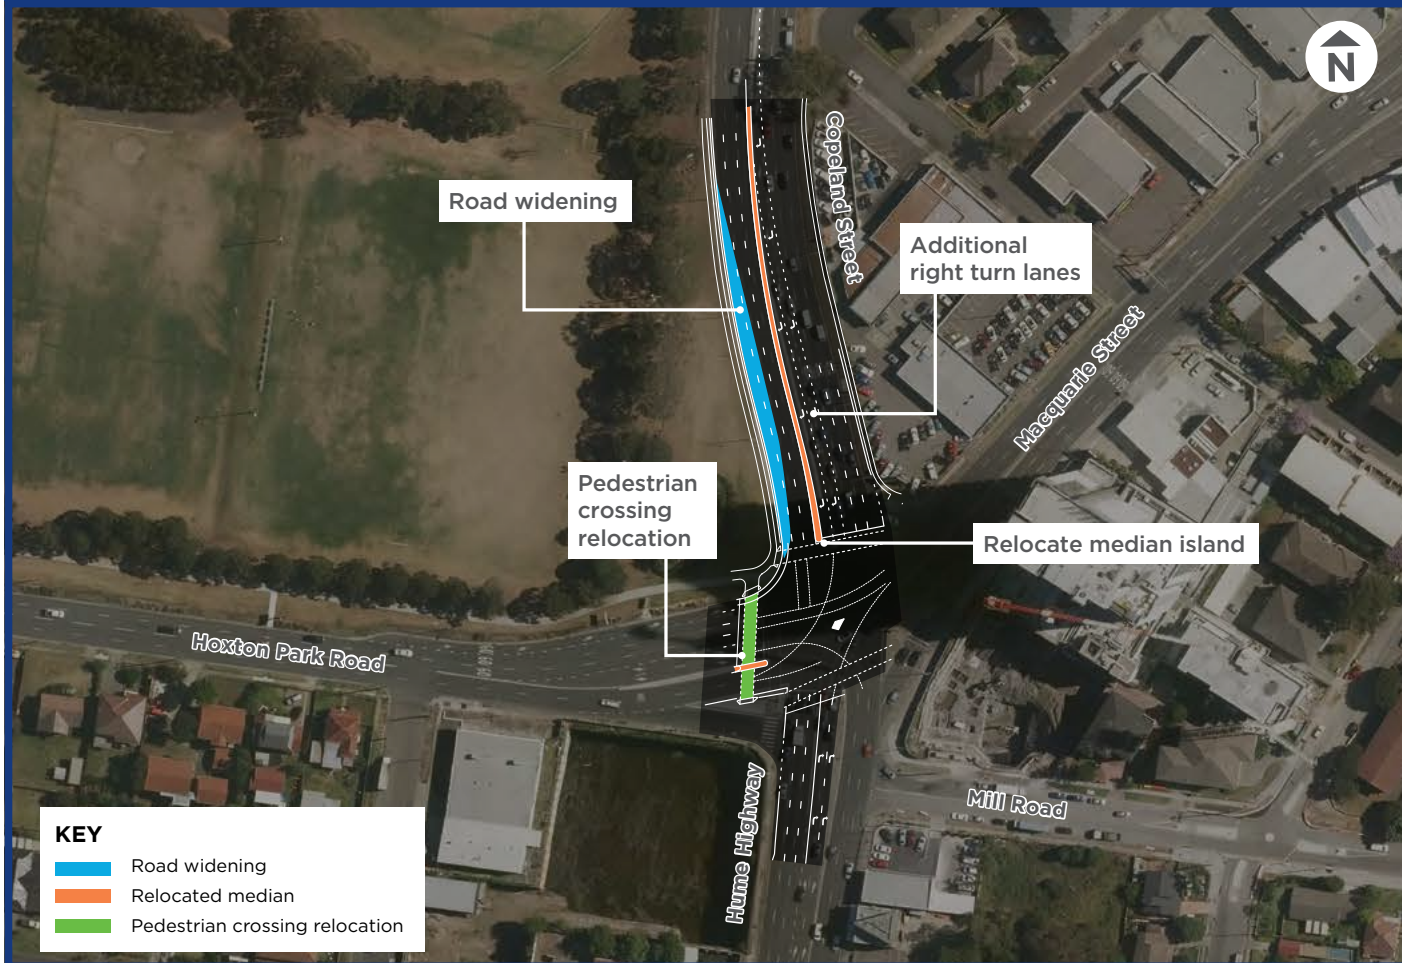 N
Copeland Street
Road widening
Additional
right turn lanes
Macquarie Street
Pedestrian
crossing
relocation
Relocate median island
Hoxton Park Road
Hume Highway
Mill Road
KEY
Road widening
Relocated median
Pedestrian crossing relocation